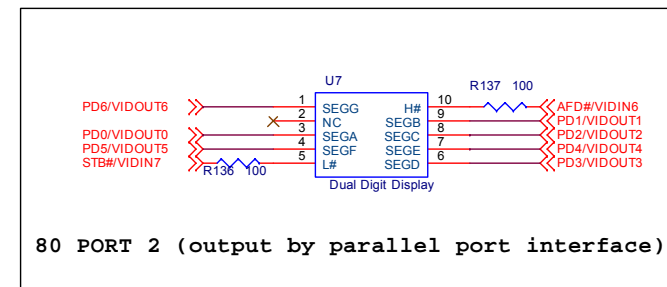 U7
R137 100
PD6/VIDOUT6 1 SEGG H# 10 AFD#/VIDIN6
2 NC SEGB 9 PD1/VIDOUT1
PD0/VIDOUT0 3 SEGA SEGC 8 PD2/VIDOUT2
PD5/VIDOUT5 4 SEGF SEGE 7 PD4/VIDOUT4
STB#/VIDIN7 5 L# SEGD 6 PD3/VIDOUT3
R136 100
Dual Digit Display
80 PORT 2 (output by parallel port interface)